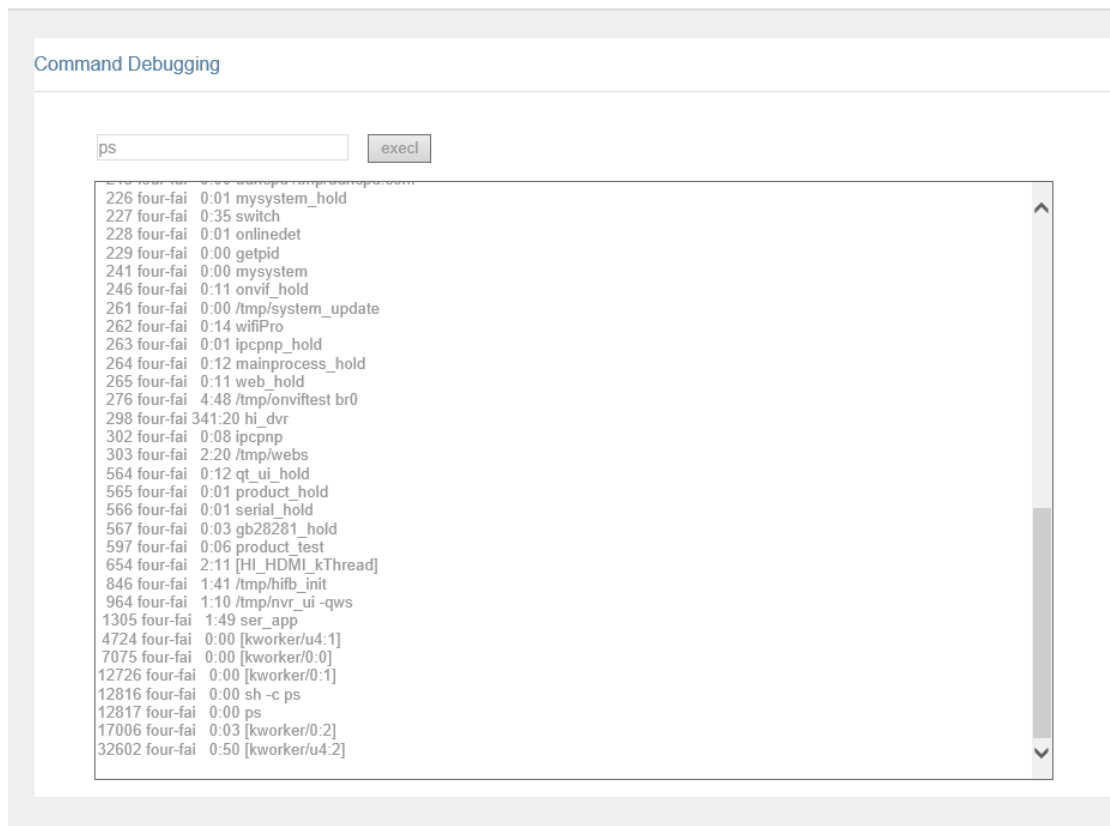 Command Debugging
ps execl
226 four-fai 0:01 mysystem_hold
227 four-fai 0:35 switch
228 four-fai 0:01 onlinedet
229 four-fai 0:00 getpid
241 four-fai 0:00 mysystem
246 four-fai 0:11 onvif_hold
261 four-fai 0:00 /tmp/system_update
262 four-fai 0:14 wifiPro
263 four-fai 0:01 ipcpnp_hold
264 four-fai 0:12 mainprocess_hold
265 four-fai 0:11 web_hold
276 four-fai 4:48 /tmp/onviftest br0
298 four-fai 341:20 hi_dvr
302 four-fai 0:08 ipcpnp
303 four-fai 2:20 /tmp/webs
564 four-fai 0:12 qt_ui_hold
565 four-fai 0:01 product_hold
566 four-fai 0:01 serial_hold
567 four-fai 0:03 gb28281_hold
597 four-fai 0:06 product_test
654 four-fai 2:11 [HI_HDMI_kThread]
846 four-fai 1:41 /tmp/hifb_init
964 four-fai 1:10 /tmp/nvr_ui -qws
1305 four-fai 1:49 ser_app
4724 four-fai 0:00 [kworker/u4:1]
7075 four-fai 0:00 [kworker/0:0]
12726 four-fai 0:00 [kworker/0:1]
12816 four-fai 0:00 sh -c ps
12817 four-fai 0:00 ps
17006 four-fai 0:03 [kworker/0:2]
32602 four-fai 0:50 [kworker/u4:2]